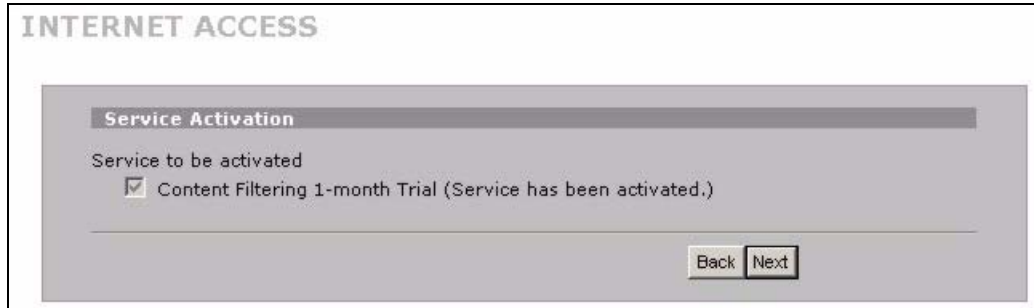 INTERNET ACCESS
Service Activation
Service to be activated
Content Filtering 1-month Trial (Service has been activated.)
Back Next